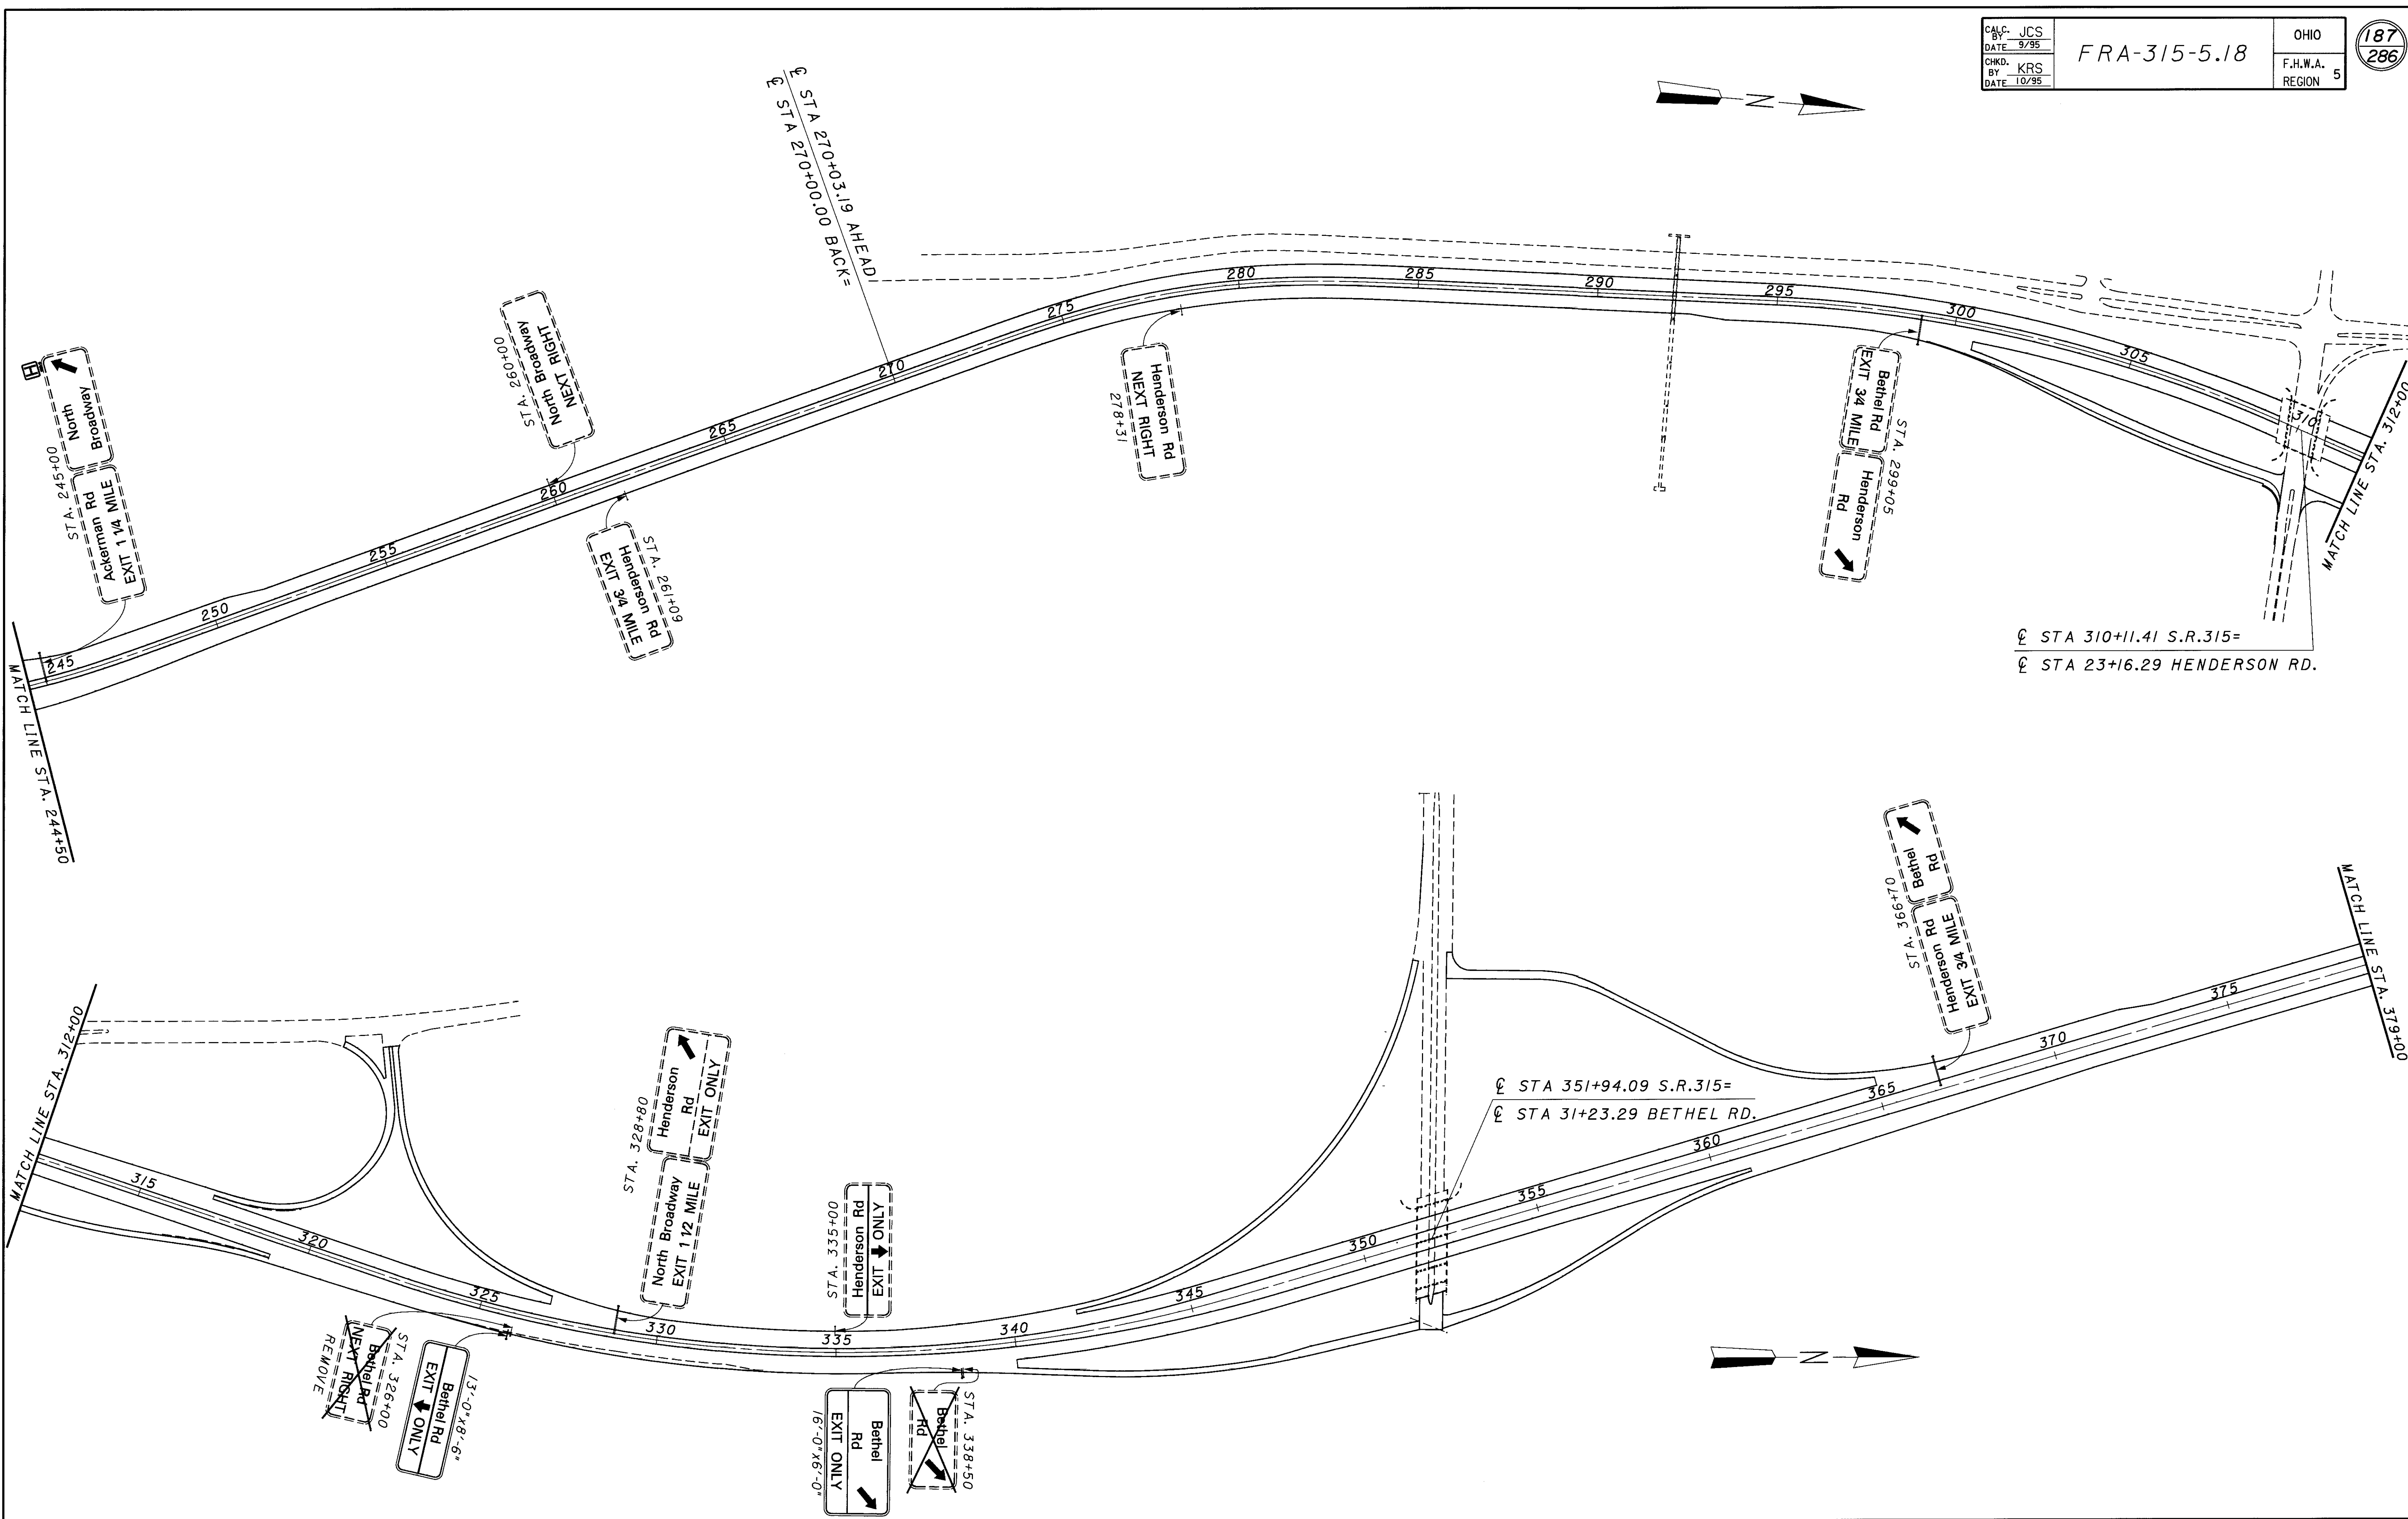 CALC. BY JCS
DATE 9/95
CHKD. BY KRS
DATE 10/95
FRA-315-5.18
OHIO
F.H.W.A. REGION 5
187
286
N
℄ STA 270+03.19 AHEAD
℄ STA 270+00.00 BACK=
H
North
Broadway
Ackerman Rd
EXIT 1 1/4 MILE
STA. 245+00
North Broadway
NEXT RIGHT
STA. 260+00
Henderson Rd
EXIT 3/4 MILE
STA. 261+09
Henderson Rd
NEXT RIGHT
278+31
Bethel Rd
EXIT 3/4 MILE
Henderson
Rd
STA. 299+05
245
250
255
260
265
270
275
280
285
290
295
300
305
310
MATCH LINE STA. 244+50
MATCH LINE STA. 312+00
℄ STA 310+11.41 S.R.315=
℄ STA 23+16.29 HENDERSON RD.
MATCH LINE STA. 312+00
315
320
325
330
335
340
345
350
355
360
365
370
375
STA. 328+80
Henderson
Rd
EXIT ONLY
North Broadway
EXIT 1 1/2 MILE
STA. 335+00
Henderson Rd
EXIT ONLY
Bethel Rd
NEXT RIGHT
REMOVE
STA. 326+00
Bethel Rd
EXIT ONLY
13'-0"x8'-6"
Bethel
Rd
EXIT ONLY
16'-0"x6'-0"
Bethel
Rd
STA. 338+50
℄ STA 351+94.09 S.R.315=
℄ STA 31+23.29 BETHEL RD.
Bethel
Rd
Henderson Rd
EXIT 3/4 MILE
STA. 366+70
MATCH LINE STA. 379+00
N